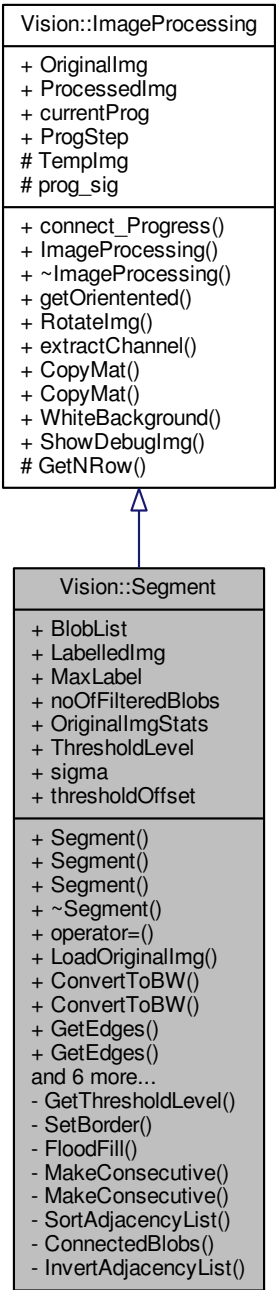 Vision::ImageProcessing
+ OriginalImg
+ ProcessedImg
+ currentProg
+ ProgStep
# TempImg
# prog_sig
+ connect_Progress()
+ ImageProcessing()
+ ~ImageProcessing()
+ getOrientented()
+ RotateImg()
+ extractChannel()
+ CopyMat()
+ CopyMat()
+ WhiteBackground()
+ ShowDebugImg()
# GetNRow()
Vision::Segment
+ BlobList
+ LabelledImg
+ MaxLabel
+ noOfFilteredBlobs
+ OriginalImgStats
+ ThresholdLevel
+ sigma
+ thresholdOffset
+ Segment()
+ Segment()
+ Segment()
+ ~Segment()
+ operator=()
+ LoadOriginalImg()
+ ConvertToBW()
+ ConvertToBW()
+ GetEdges()
+ GetEdges()
and 6 more...
- GetThresholdLevel()
- SetBorder()
- FloodFill()
- MakeConsecutive()
- MakeConsecutive()
- SortAdjacencyList()
- ConnectedBlobs()
- InvertAdjacencyList()